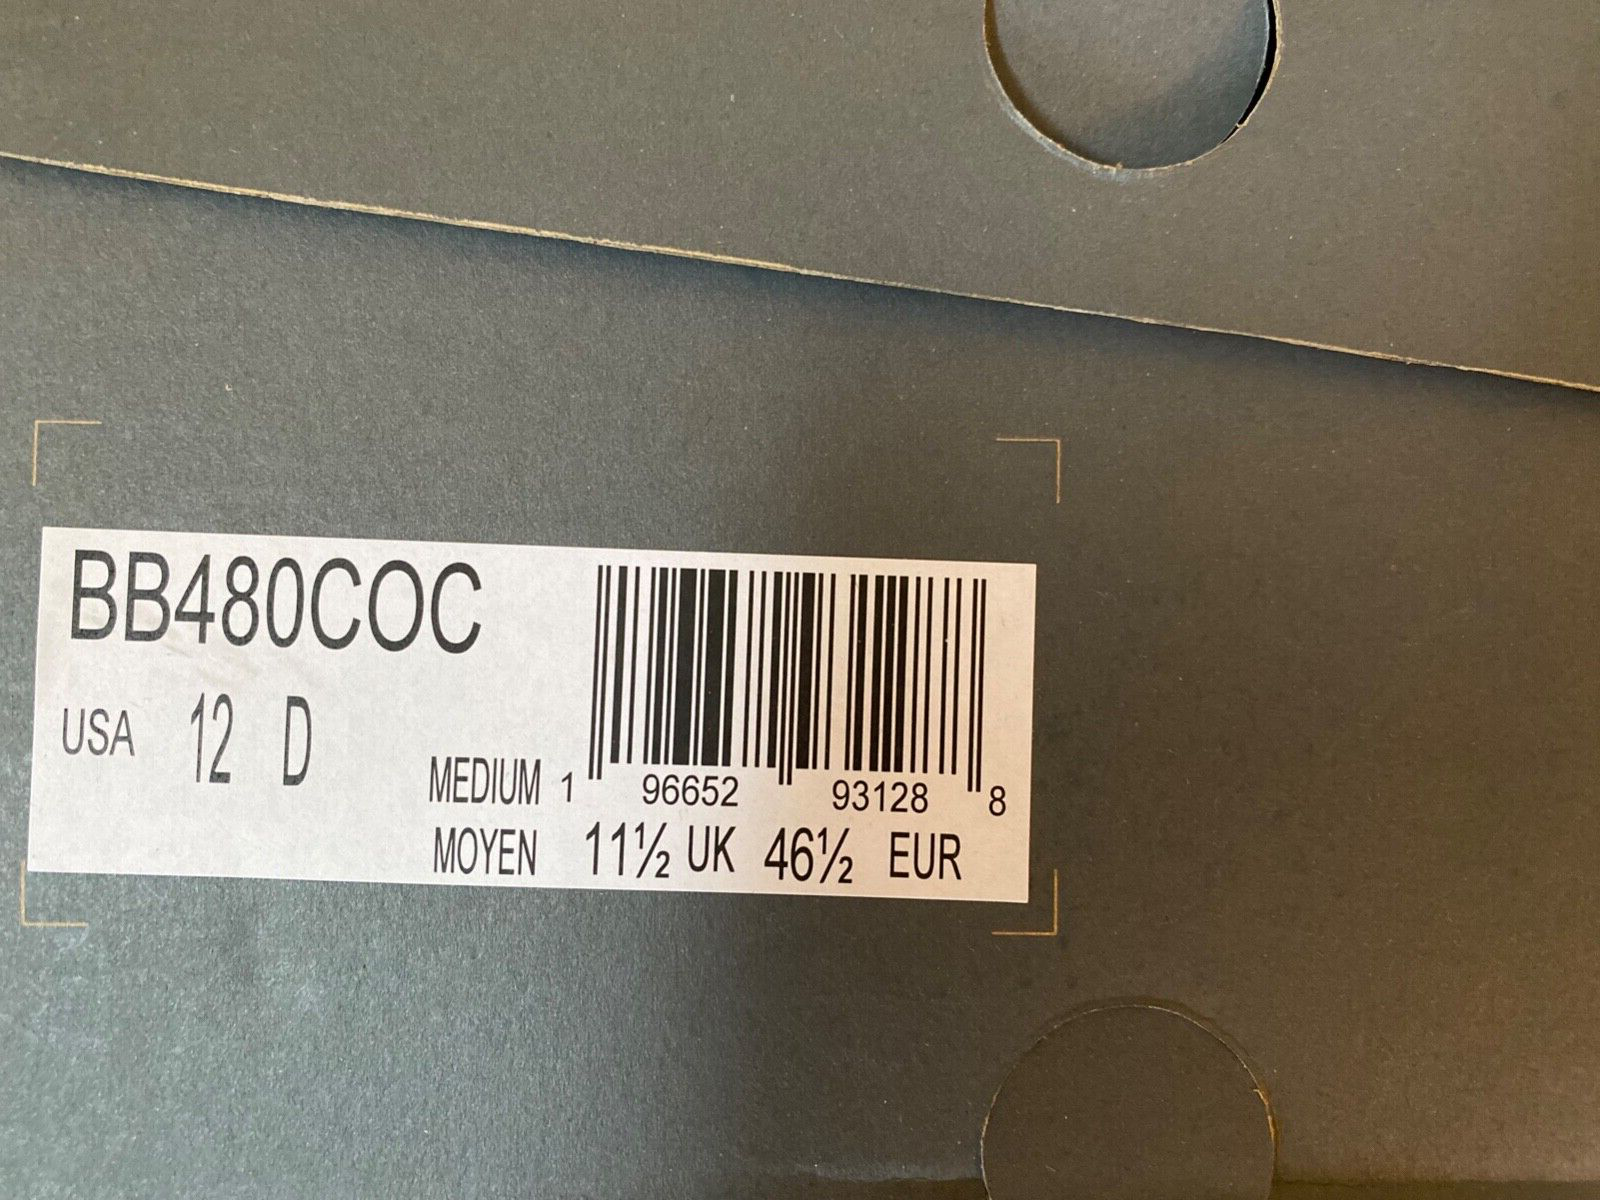 BB480COC
USA 12 D
MEDIUM 1 96652 93128 8
MOYEN 11½ UK 46½ EUR